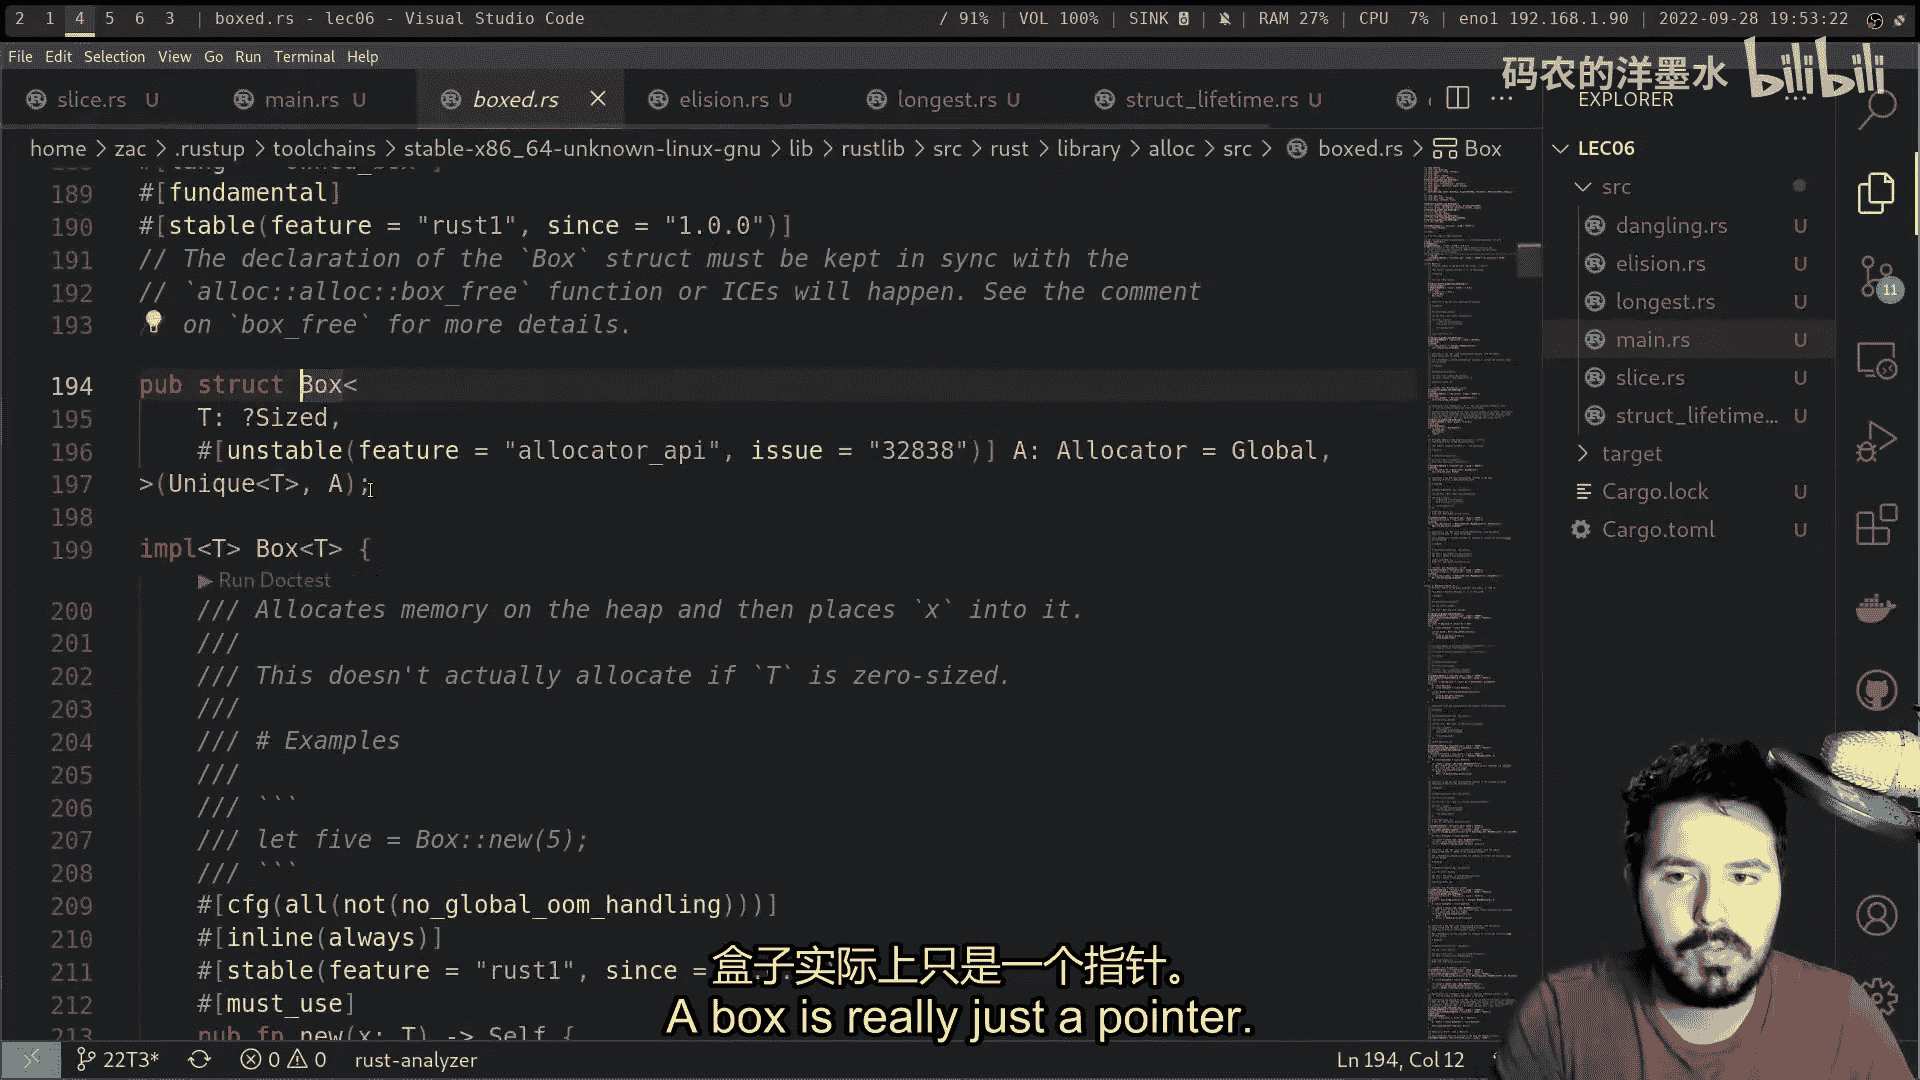 2 1 4 5 6 3 | boxed.rs - lec06 - Visual Studio Code
/ 91% | VOL 100% | SINK | RAM 27% | CPU 7% | eno1 192.168.1.90 | 2022-09-28 19:53:22
File Edit Selection View Go Run Terminal Help
码农的洋墨水 bilibili
slice.rs U main.rs U boxed.rs elision.rs U longest.rs U struct_lifetime.rs U
EXPLORER
home > zac > .rustup > toolchains > stable-x86_64-unknown-linux-gnu > lib > rustlib > src > rust > library > alloc > src > boxed.rs > Box
189 #[fundamental]
190 #[stable(feature = "rust1", since = "1.0.0")]
191 // The declaration of the `Box` struct must be kept in sync with the
192 // `alloc::alloc::box_free` function or ICEs will happen. See the comment
193 on `box_free` for more details.
194 pub struct Box<
195 T: ?Sized,
196 #[unstable(feature = "allocator_api", issue = "32838")] A: Allocator = Global,
197 >(Unique<T>, A);
198
199 impl<T> Box<T> {
▶ Run Doctest
200 /// Allocates memory on the heap and then places `x` into it.
201 ///
202 /// This doesn't actually allocate if `T` is zero-sized.
203 ///
204 /// # Examples
205 ///
206 /// ```
207 /// let five = Box::new(5);
208 /// ```
209 #[cfg(all(not(no_global_oom_handling)))]
210 #[inline(always)]
211 #[stable(feature = "rust1", since =
212 #[must_use]
213 pub fn new(x: T) -> Self {
LEC06
src
dangling.rs U
elision.rs U
longest.rs U
main.rs U
slice.rs U
struct_lifetime... U
target
Cargo.lock U
Cargo.toml U
11
盒子实际上只是一个指针。
A box is really just a pointer.
22T3* 0 0 rust-analyzer
Ln 194, Col 12